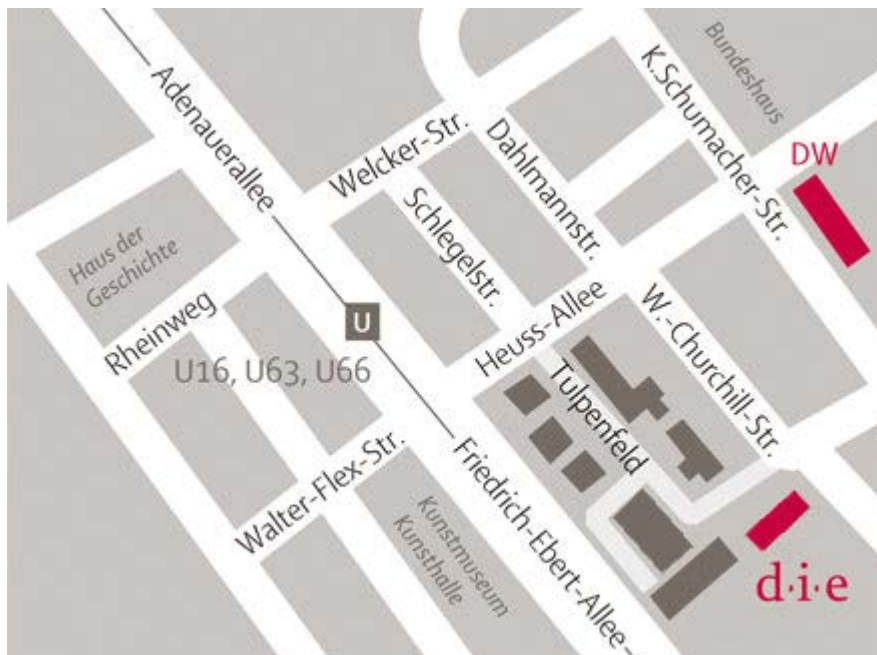 Adenauerallee
K.Schumacher-Str.
Bundeshaus
DW
Welcker-Str.
Dahlmannstr.
Schlegelstr.
Haus der
Geschichte
Rheinweg
U
U16, U63, U66
Heuss-Allee
W.-Churchill-Str.
Tulpenfeld
Walter-Flex-Str.
Friedrich-Ebert-Allee
Kunstmuseum
Kunsthalle
d·i·e